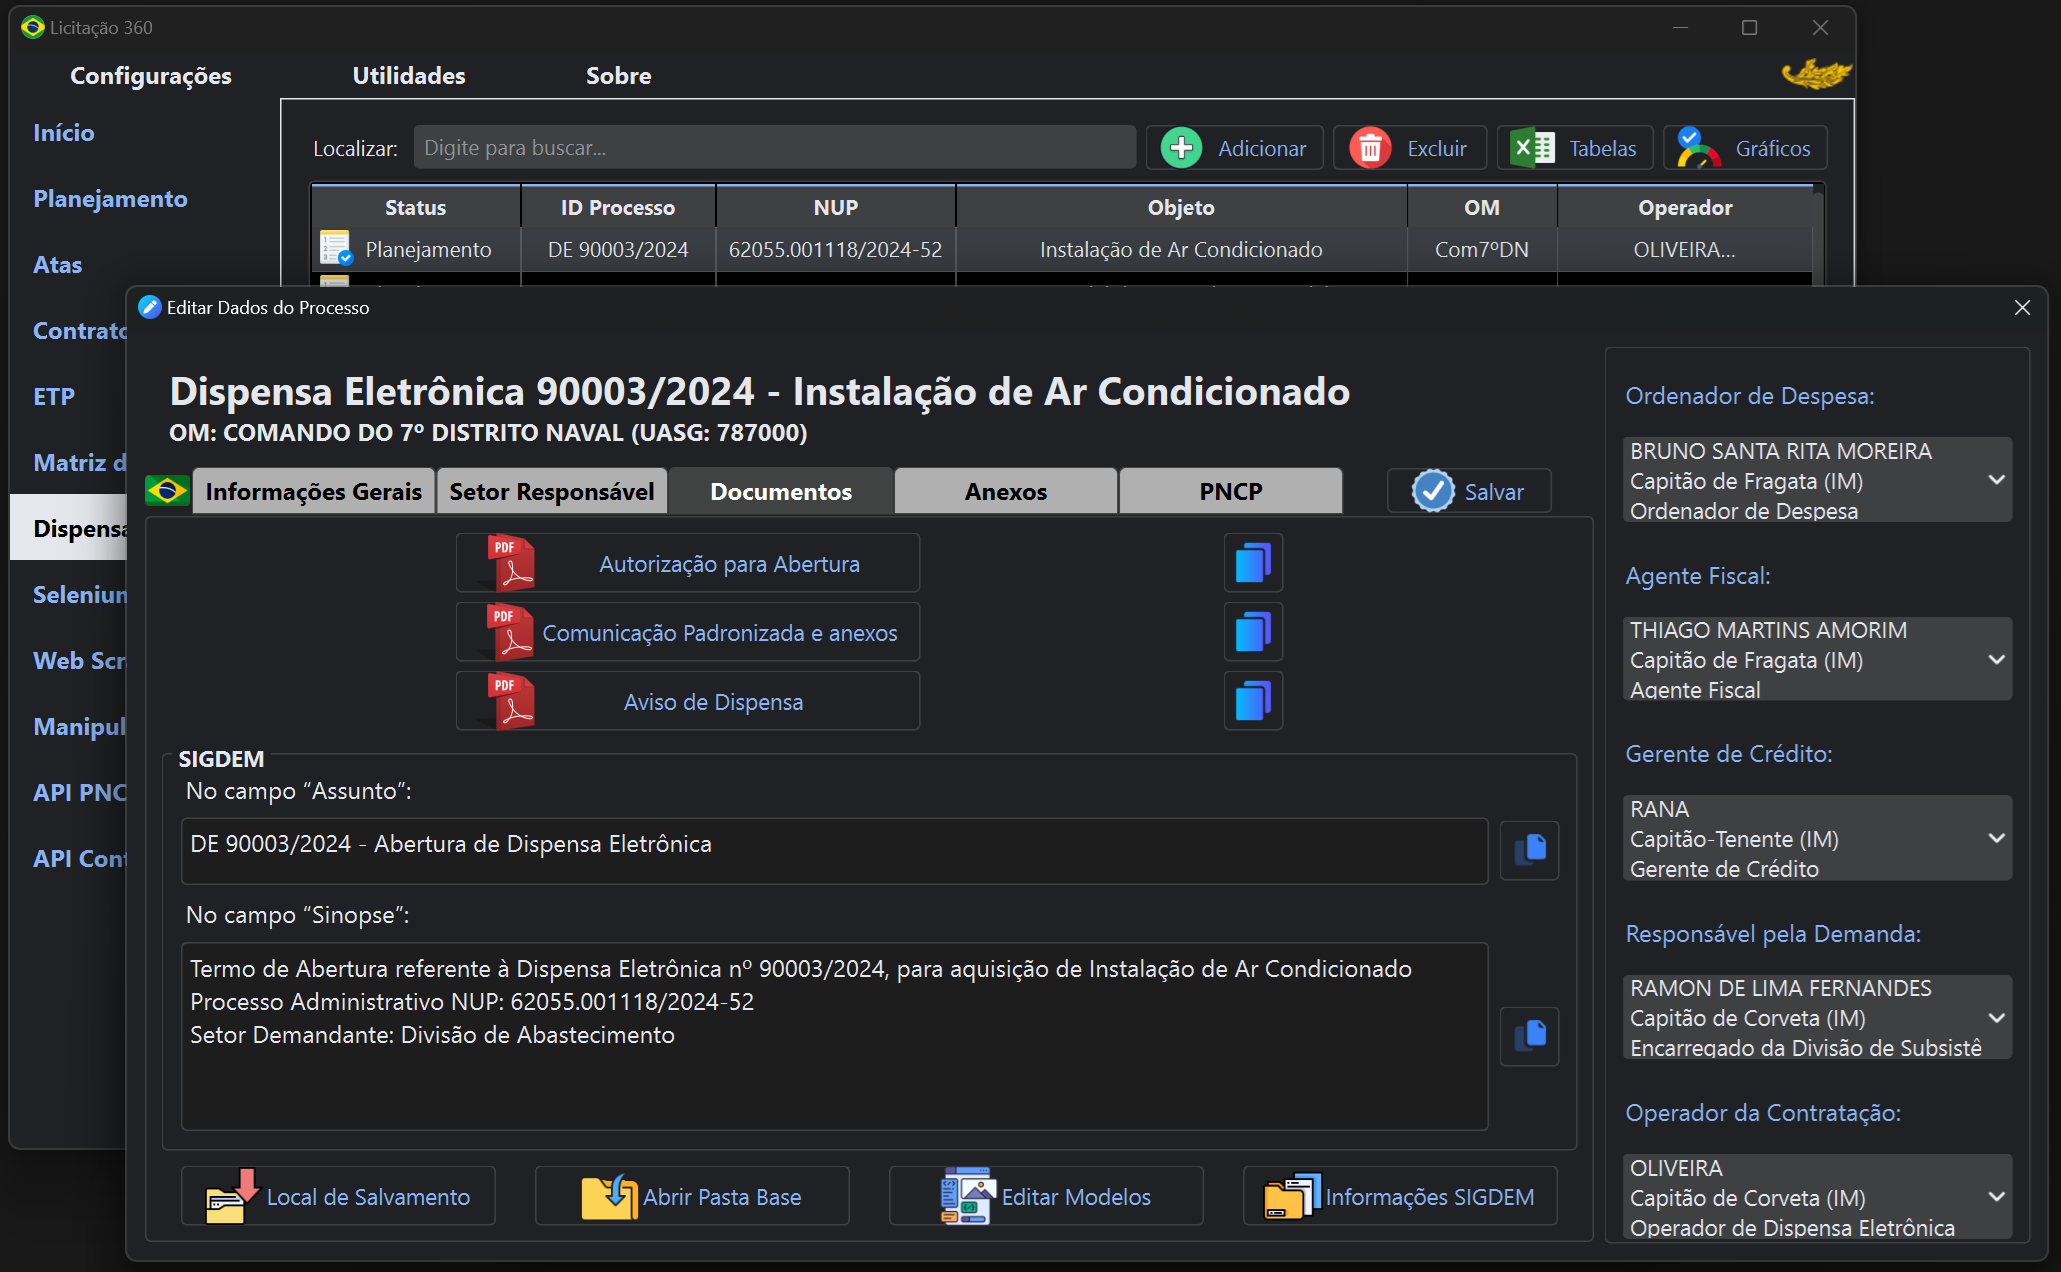 Licitação 360
Configurações
Utilidades
Sobre
Início
Planejamento
Atas
Contrato
ETP
Matriz d
Dispensa
Selenium
Web Scr
Manipul
API PNC
API Cont
Localizar:
Digite para buscar...
Adicionar
Excluir
Tabelas
Gráficos
Status ID Processo NUP Objeto OM Operador
Planejamento DE 90003/2024 62055.001118/2024-52 Instalação de Ar Condicionado Com7ºDN OLIVEIRA...
Editar Dados do Processo
Dispensa Eletrônica 90003/2024 - Instalação de Ar Condicionado
OM: COMANDO DO 7º DISTRITO NAVAL (UASG: 787000)
Informações Gerais
Setor Responsável
Documentos
Anexos
PNCP
Salvar
PDF
Autorização para Abertura
PDF
Comunicação Padronizada e anexos
PDF
Aviso de Dispensa
SIGDEM
No campo “Assunto”:
DE 90003/2024 - Abertura de Dispensa Eletrônica
No campo “Sinopse”:
Termo de Abertura referente à Dispensa Eletrônica nº 90003/2024, para aquisição de Instalação de Ar Condicionado
Processo Administrativo NUP: 62055.001118/2024-52
Setor Demandante: Divisão de Abastecimento
Local de Salvamento
Abrir Pasta Base
Editar Modelos
Informações SIGDEM
Ordenador de Despesa:
BRUNO SANTA RITA MOREIRA
Capitão de Fragata (IM)
Ordenador de Despesa
Agente Fiscal:
THIAGO MARTINS AMORIM
Capitão de Fragata (IM)
Agente Fiscal
Gerente de Crédito:
RANA
Capitão-Tenente (IM)
Gerente de Crédito
Responsável pela Demanda:
RAMON DE LIMA FERNANDES
Capitão de Corveta (IM)
Encarregado da Divisão de Subsistê
Operador da Contratação:
OLIVEIRA
Capitão de Corveta (IM)
Operador de Dispensa Eletrônica